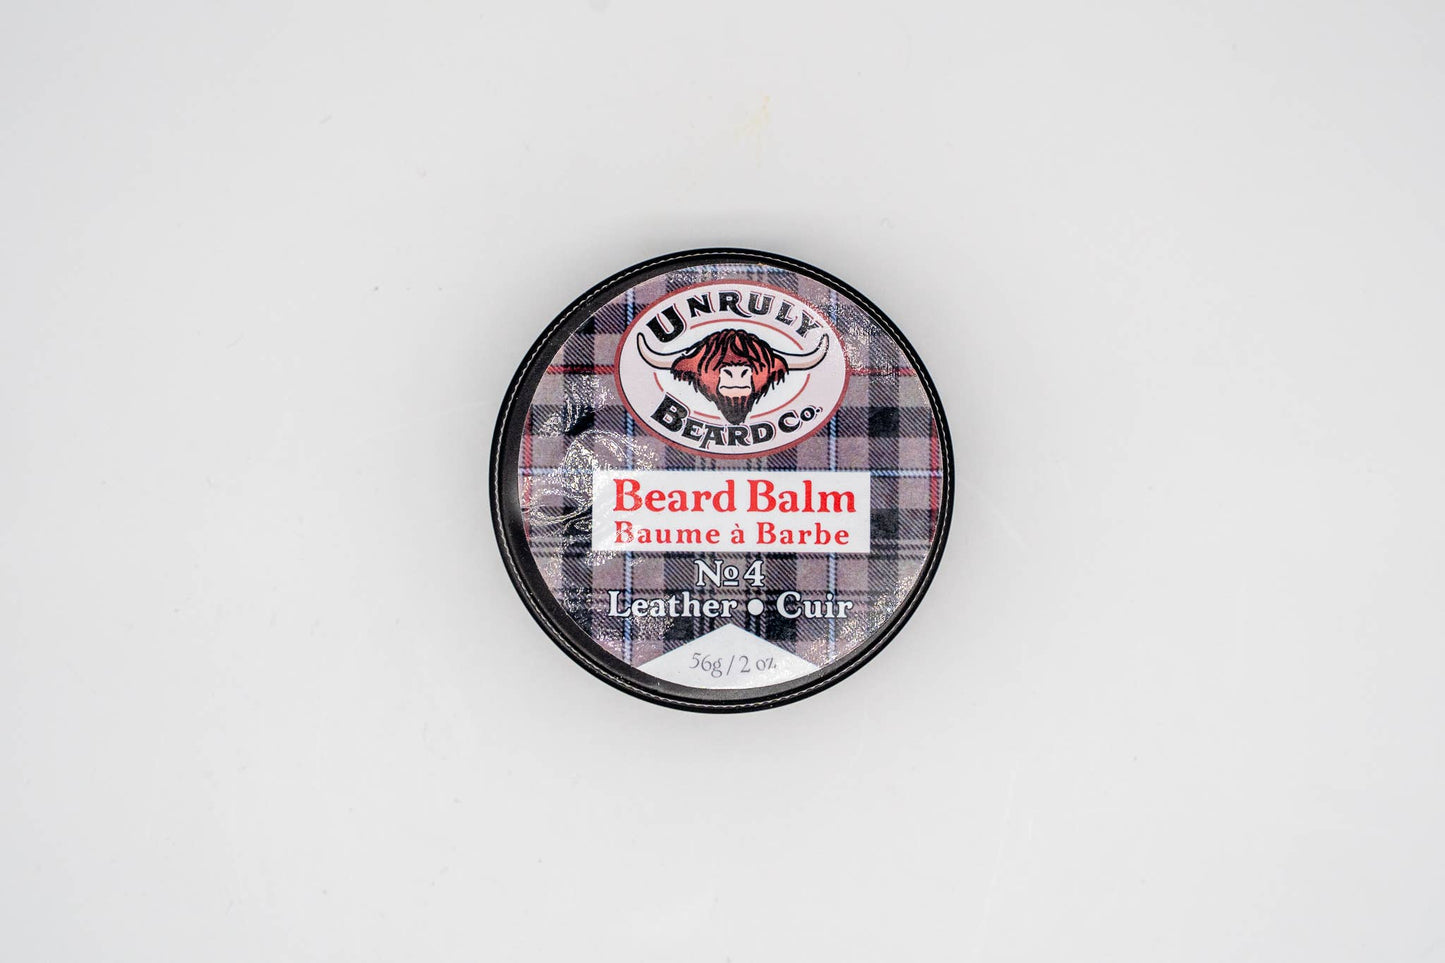 UNRULY
BEARD CO.
Beard Balm
Baume à Barbe
№4
Leather • Cuir
56g / 2 oz.